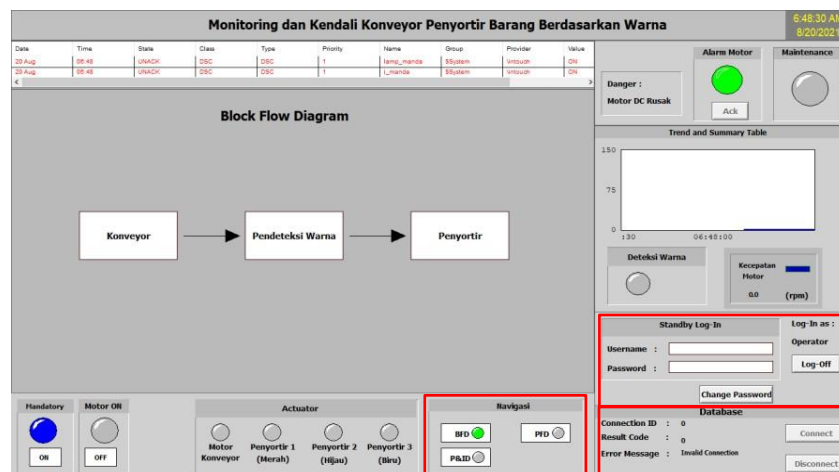 Monitoring dan Kendali Konveyor Penyortir Barang Berdasarkan Warna
6:48:30 AM
8/20/2021
Date Time State Class Type Priority Name Group Provider Value
20 Aug 06:48 UNACK DSC DSC 1 lamp_manda $System \intouch ON
20 Aug 06:48 UNACK DSC DSC 1 i_manda $System \intouch ON
Danger :
Motor DC Rusak
Alarm Motor
Ack
Maintenance
Block Flow Diagram
Konveyor
Pendeteksi Warna
Penyortir
Trend and Summary Table
150
75
0
:30 06:48:00
Deteksi Warna
Kecepatan
Motor
0.0 (rpm)
Standby Log-In
Username :
Password :
Change Password
Log-In as :
Operator
Log-Off
Mandatory
ON
Motor ON
OFF
Actuator
Motor
Konveyor
Penyortir 1
(Merah)
Penyortir 2
(Hijau)
Penyortir 3
(Biru)
Navigasi
BFD
PFD
P&ID
Database
Connection ID : 0
Result Code : 0
Error Message : Invalid Connection
Connect
Disconnect